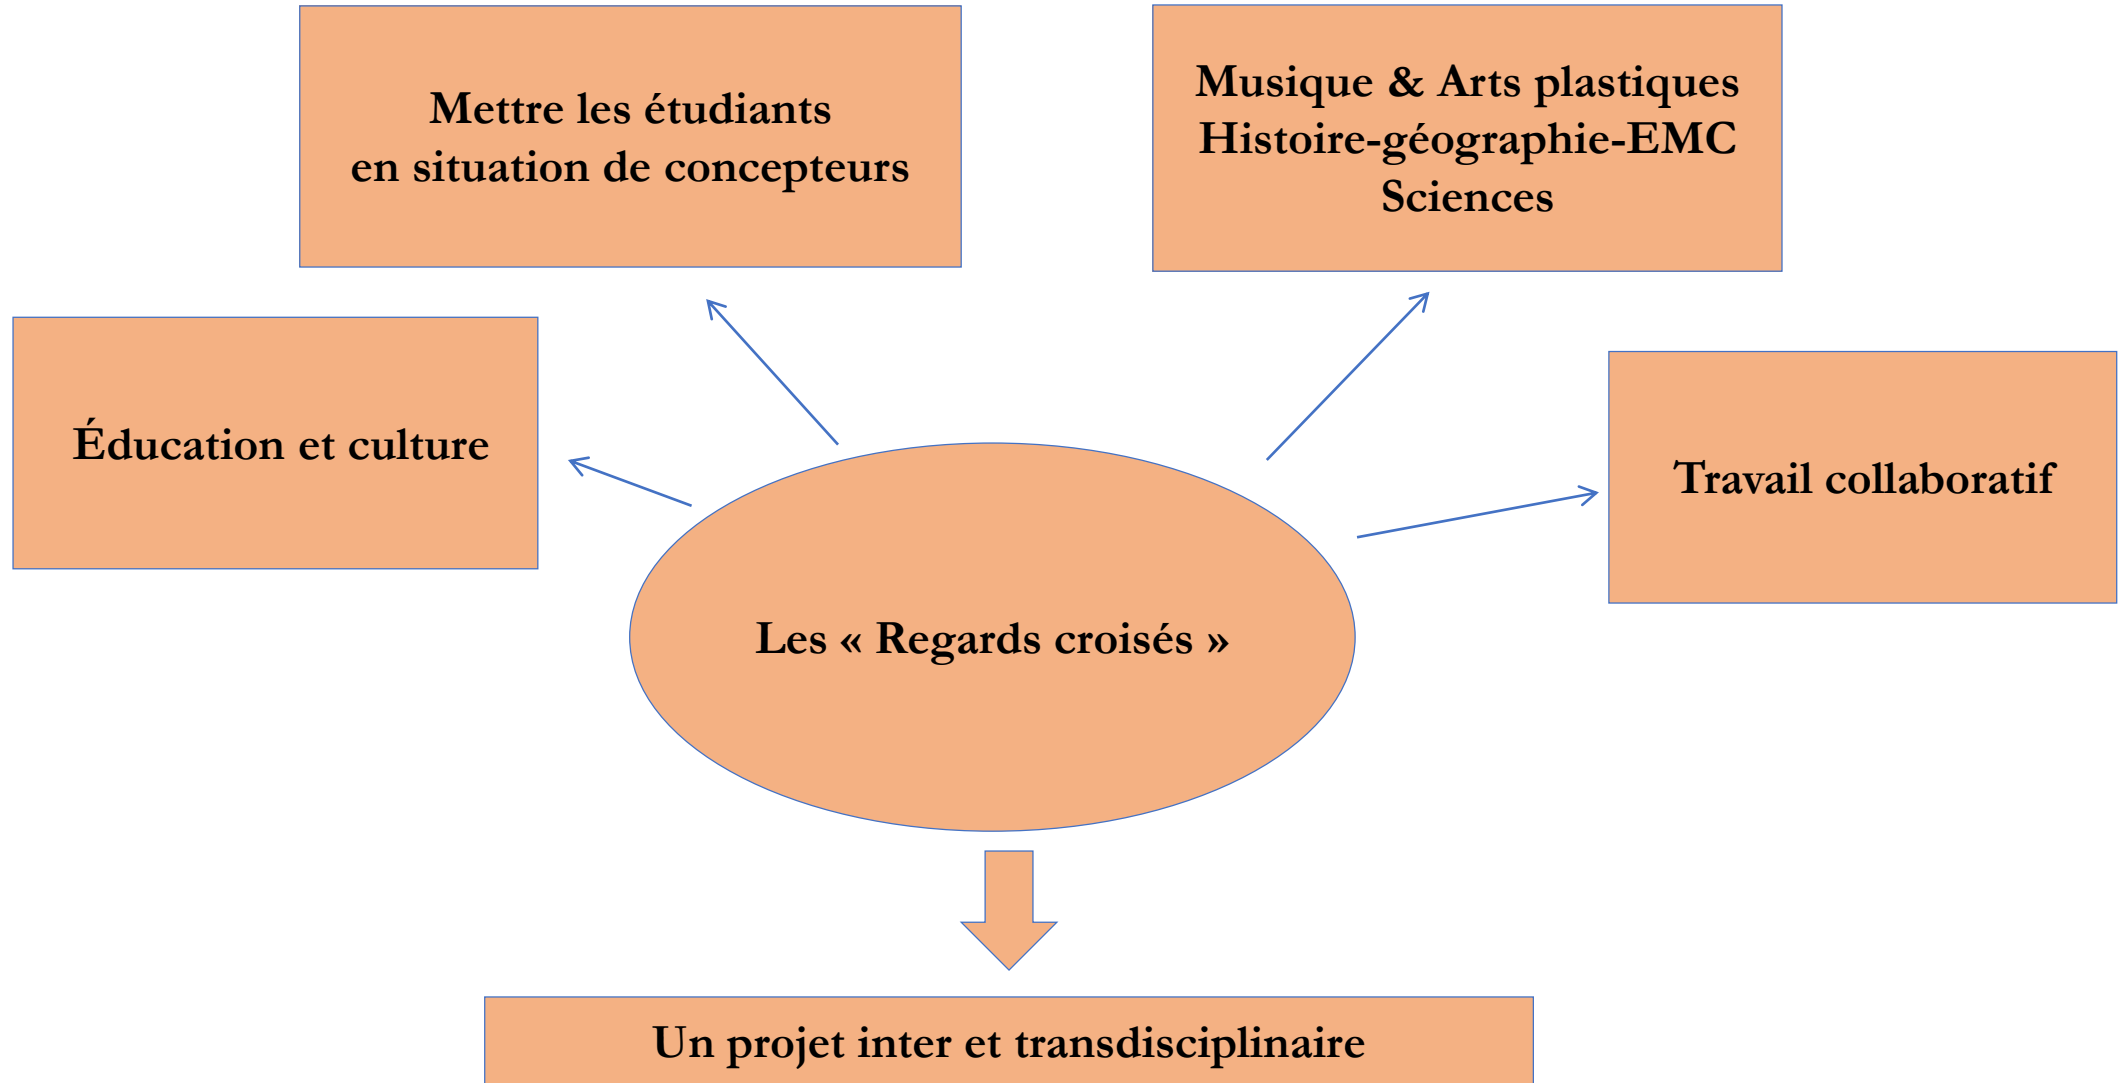 Mettre les étudiants
en situation de concepteurs
Musique & Arts plastiques
Histoire-géographie-EMC
Sciences
Éducation et culture
Travail collaboratif
Les « Regards croisés »
Un projet inter et transdisciplinaire